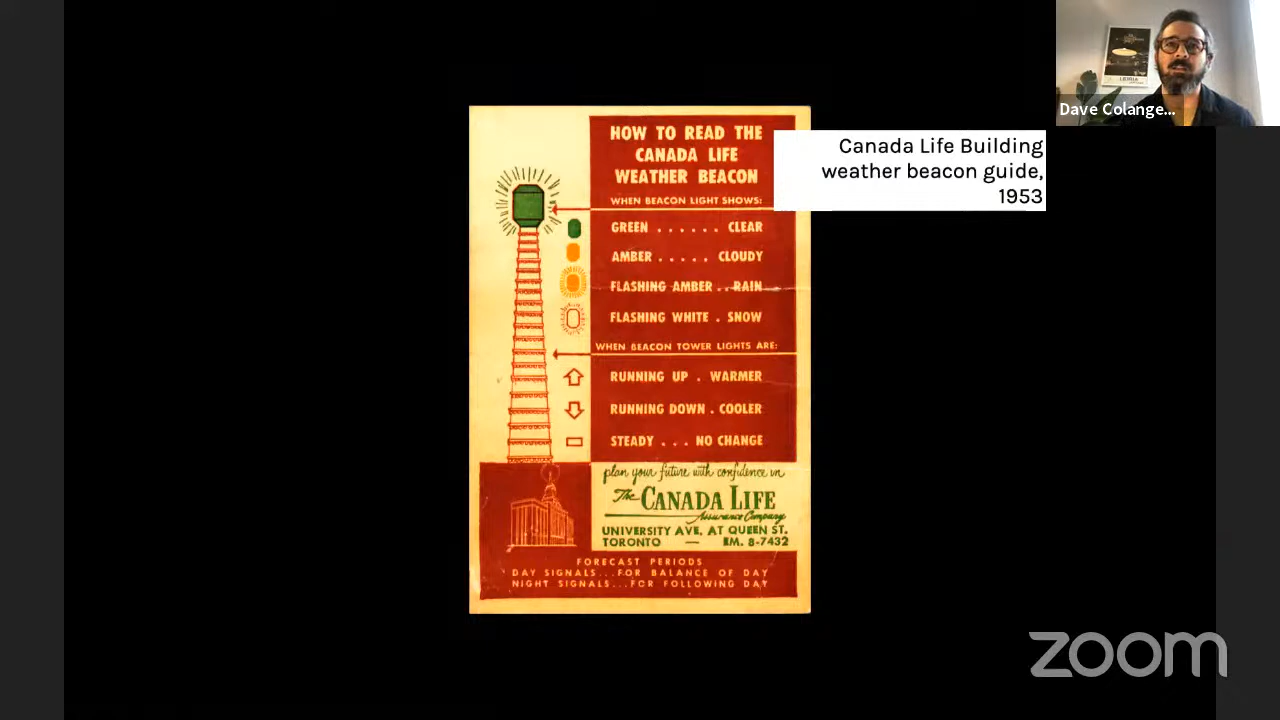 Dave Colange...
Canada Life Building
weather beacon guide,
1953
HOW TO READ THE
CANADA LIFE
WEATHER BEACON
WHEN BEACON LIGHT SHOWS:
GREEN . . . . . . CLEAR
AMBER . . . . . CLOUDY
FLASHING AMBER . . RAIN
FLASHING WHITE . SNOW
WHEN BEACON TOWER LIGHTS ARE:
RUNNING UP . WARMER
RUNNING DOWN . COOLER
STEADY . . . NO CHANGE
plan your future with confidence in
The CANADA LIFE
Assurance Company
UNIVERSITY AVE. AT QUEEN ST.
TORONTO — EM. 8-7432
FORECAST PERIODS
DAY SIGNALS...FOR BALANCE OF DAY
NIGHT SIGNALS...FOR FOLLOWING DAY
zoom